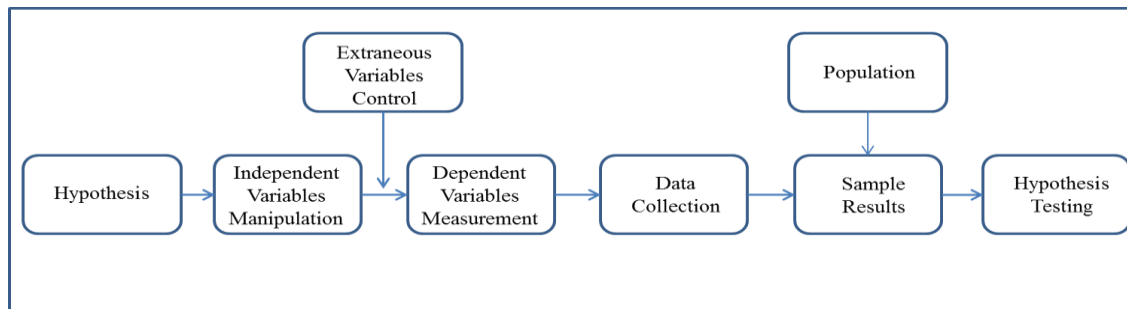 Extraneous
Variables
Control
Population
Hypothesis
Independent
Variables
Manipulation
Dependent
Variables
Measurement
Data
Collection
Sample
Results
Hypothesis
Testing